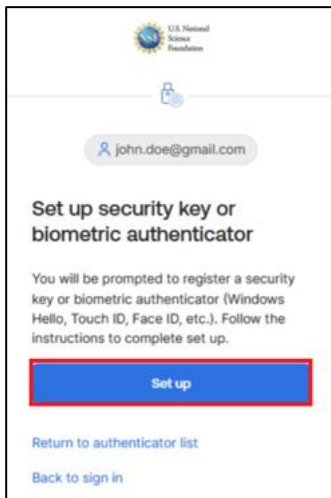 U.S. National
Science
Foundation
john.doe@gmail.com
Set up security key or
biometric authenticator
You will be prompted to register a security
key or biometric authenticator (Windows
Hello, Touch ID, Face ID, etc.). Follow the
instructions to complete set up.
Set up
Return to authenticator list
Back to sign in